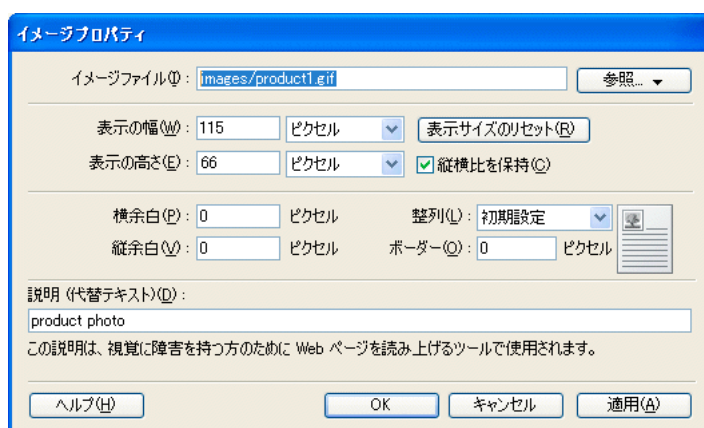 イメージプロパティ
イメージファイル(I): images/product1.gif 参照...
表示の幅(W): 115 ピクセル 表示サイズのリセット(R)
表示の高さ(E): 66 ピクセル 縦横比を保持(C)
横余白(P): 0 ピクセル 整列(L): 初期設定
縦余白(V): 0 ピクセル ボーダー(O): 0 ピクセル
説明 (代替テキスト)(D):
product photo
この説明は、視覚に障害を持つ方のために Web ページを読み上げるツールで使用されます。
ヘルプ(H) OK キャンセル 適用(A)